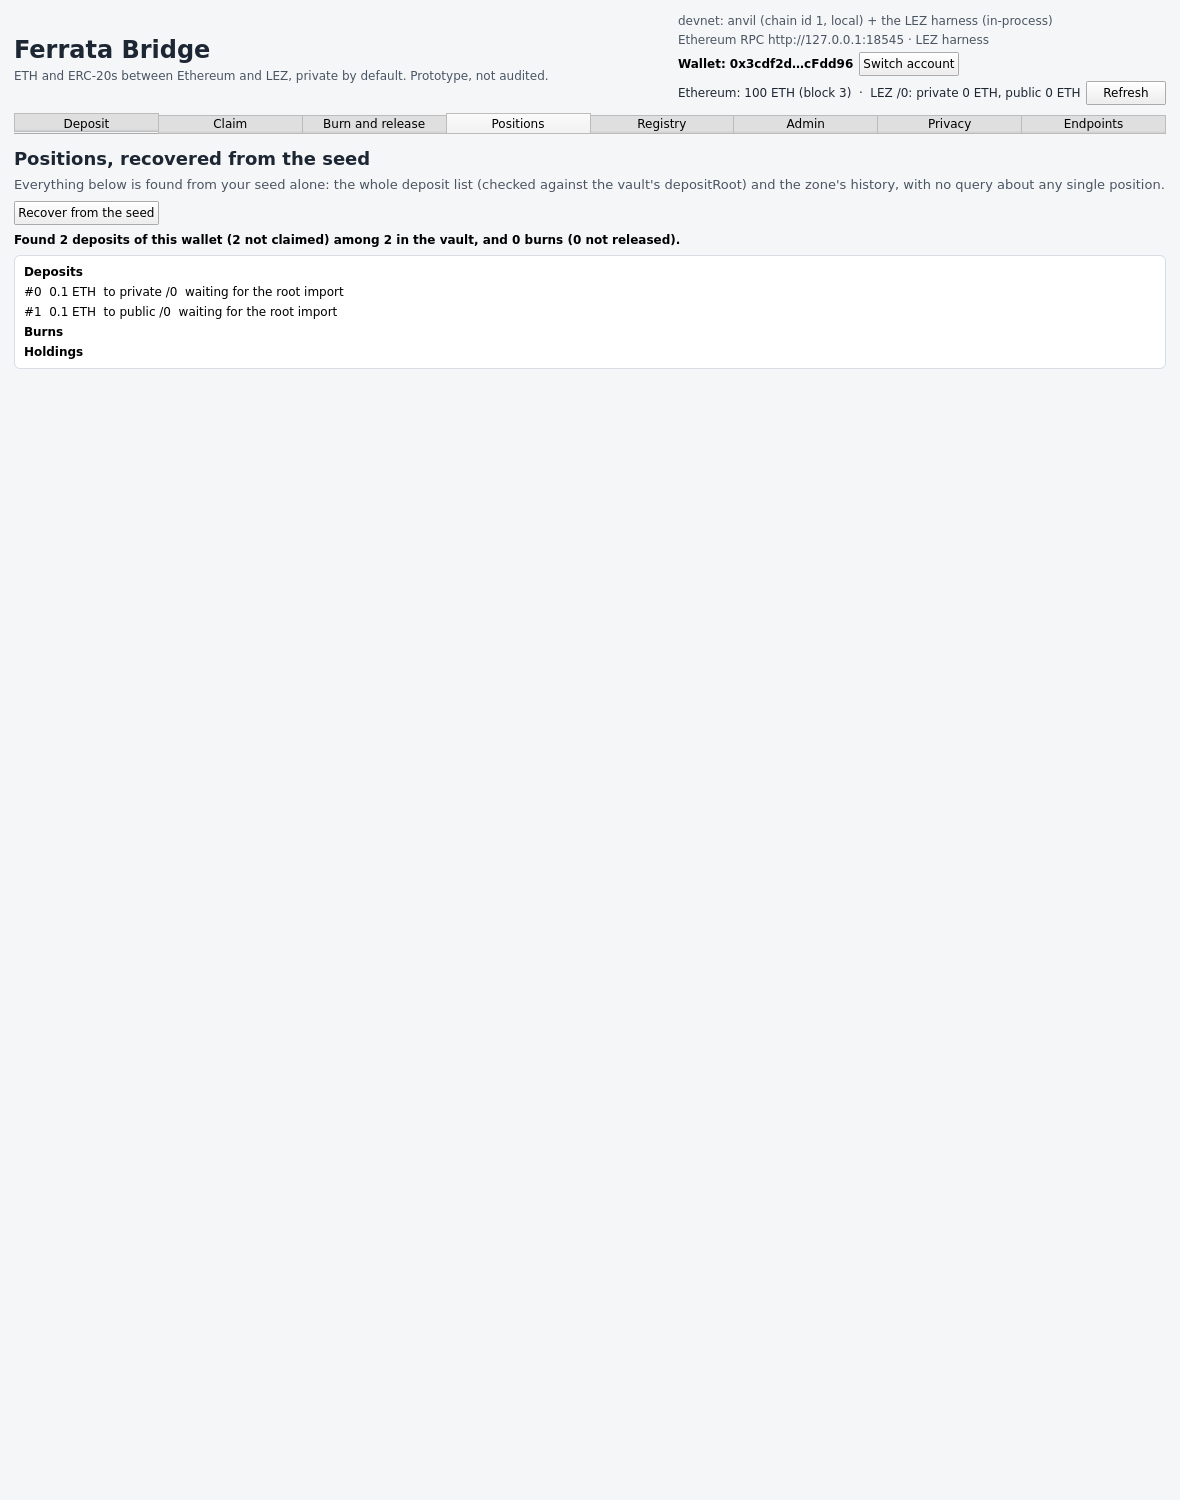 Ferrata Bridge
ETH and ERC-20s between Ethereum and LEZ, private by default. Prototype, not audited.
devnet: anvil (chain id 1, local) + the LEZ harness (in-process)
Ethereum RPC http://127.0.0.1:18545 · LEZ harness
Wallet: 0x3cdf2d…cFdd96 Switch account
Ethereum: 100 ETH (block 3) · LEZ /0: private 0 ETH, public 0 ETH Refresh
Deposit Claim Burn and release Positions Registry Admin Privacy Endpoints
Positions, recovered from the seed
Everything below is found from your seed alone: the whole deposit list (checked against the vault's depositRoot) and the zone's history, with no query about any single position.
Recover from the seed
Found 2 deposits of this wallet (2 not claimed) among 2 in the vault, and 0 burns (0 not released).
Deposits
#0 0.1 ETH to private /0 waiting for the root import
#1 0.1 ETH to public /0 waiting for the root import
Burns
Holdings